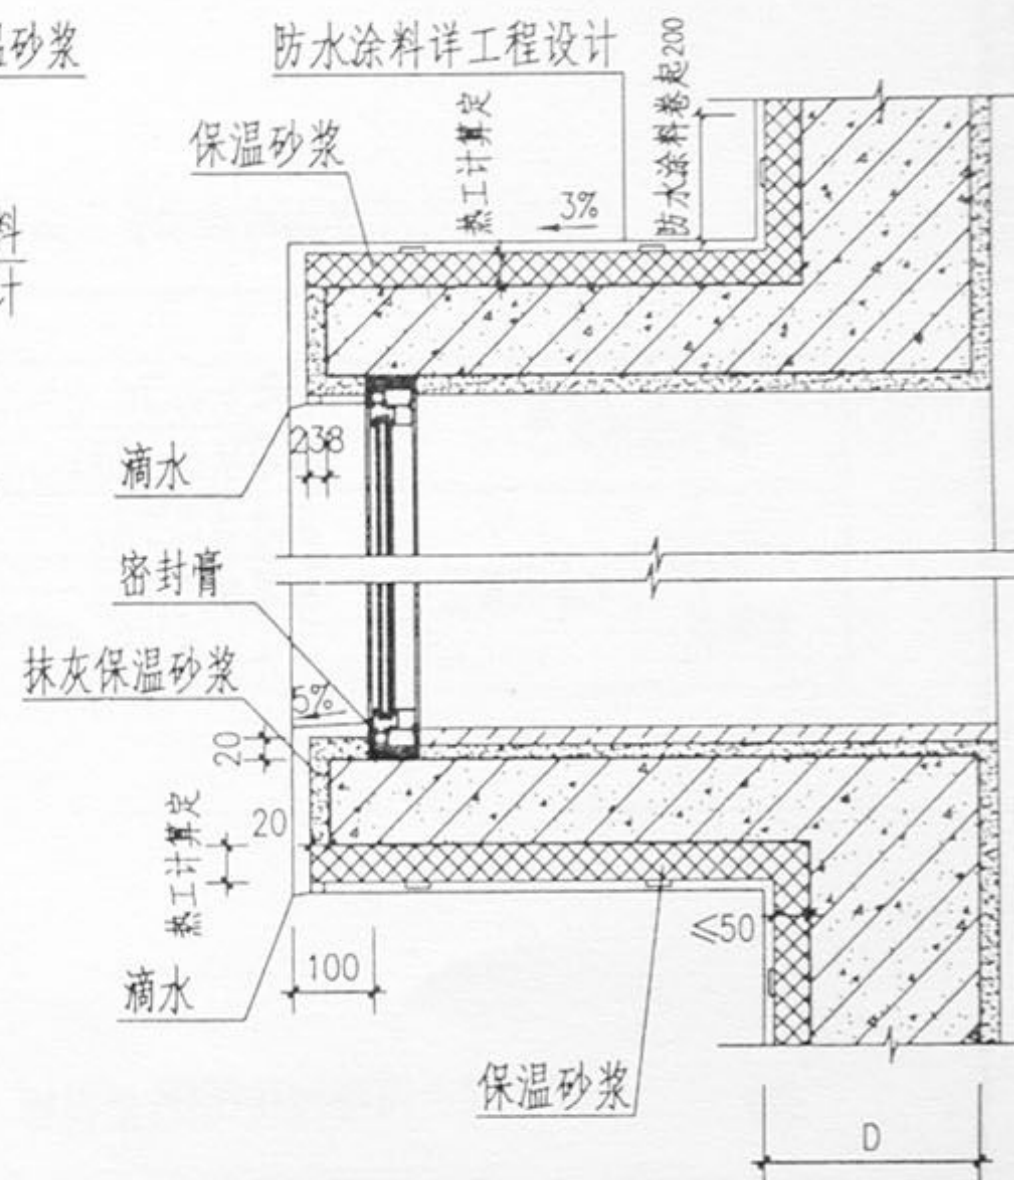 温砂浆
防水涂料详工程设计
防水涂料卷起200
热工计算定
保温砂浆
3%
料
计
238
滴水
密封膏
抹灰保温砂浆
5%
20
20
热工计算定
≤50
100
滴水
保温砂浆
D